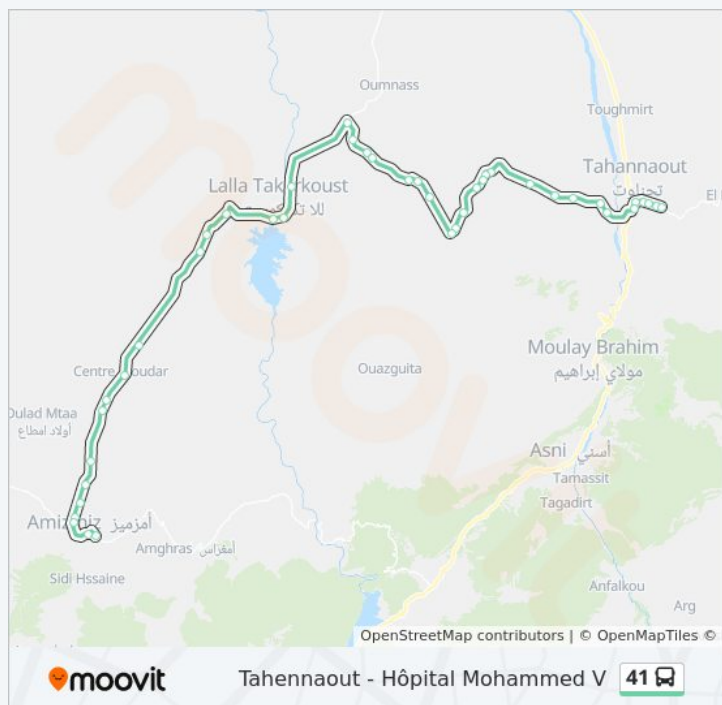 Oumnass
Toughmirt
Tahannaout
تحناوت
Lalla Takerkoust
El
Moulay Brahim
مولاي إبراهيم
Ouazguita
Centre
Oulad Mtaa
أولاد امطاع
Asni أسني
Tamassit
Tagadirt
Amizmiz أمزميز
Amghras أمغراس
Sidi Hssaine
Anfalkou
Arg
OpenStreetMap contributors | © OpenMapTiles ©
moovit
Tahennaout - Hôpital Mohammed V
41